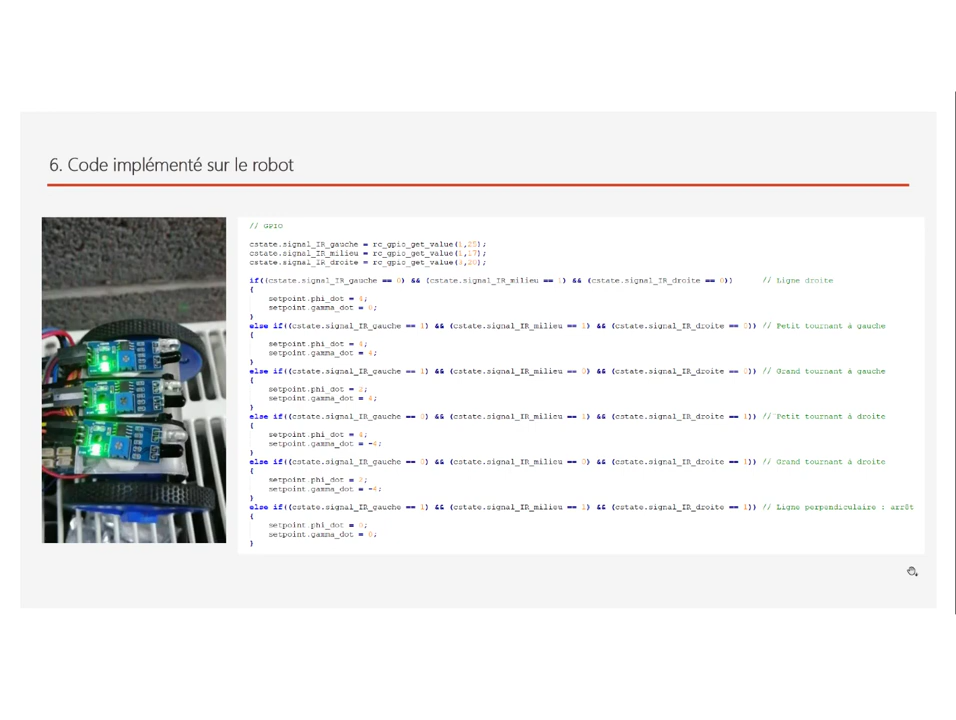 6. Code implémenté sur le robot
// GPIO
cstate.signal_IR_gauche = rc_gpio_get_value(1,25);
cstate.signal_IR_milieu = rc_gpio_get_value(1,17);
cstate.signal_IR_droite = rc_gpio_get_value(3,20);
if((cstate.signal_IR_gauche == 0) && (cstate.signal_IR_milieu == 1) && (cstate.signal_IR_droite == 0)) // Ligne droite
{
setpoint.phi_dot = 4;
setpoint.gamma_dot = 0;
}
else if((cstate.signal_IR_gauche == 1) && (cstate.signal_IR_milieu == 1) && (cstate.signal_IR_droite == 0)) // Petit tournant à gauche
{
setpoint.phi_dot = 4;
setpoint.gamma_dot = 4;
}
else if((cstate.signal_IR_gauche == 1) && (cstate.signal_IR_milieu == 0) && (cstate.signal_IR_droite == 0)) // Grand tournant à gauche
{
setpoint.phi_dot = 2;
setpoint.gamma_dot = 4;
}
else if((cstate.signal_IR_gauche == 0) && (cstate.signal_IR_milieu == 1) && (cstate.signal_IR_droite == 1)) // Petit tournant à droite
{
setpoint.phi_dot = 4;
setpoint.gamma_dot = -4;
}
else if((cstate.signal_IR_gauche == 0) && (cstate.signal_IR_milieu == 0) && (cstate.signal_IR_droite == 1)) // Grand tournant à droite
{
setpoint.phi_dot = 2;
setpoint.gamma_dot = -4;
}
else if((cstate.signal_IR_gauche == 1) && (cstate.signal_IR_milieu == 1) && (cstate.signal_IR_droite == 1)) // Ligne perpendiculaire : arrêt
{
setpoint.phi_dot = 0;
setpoint.gamma_dot = 0;
}